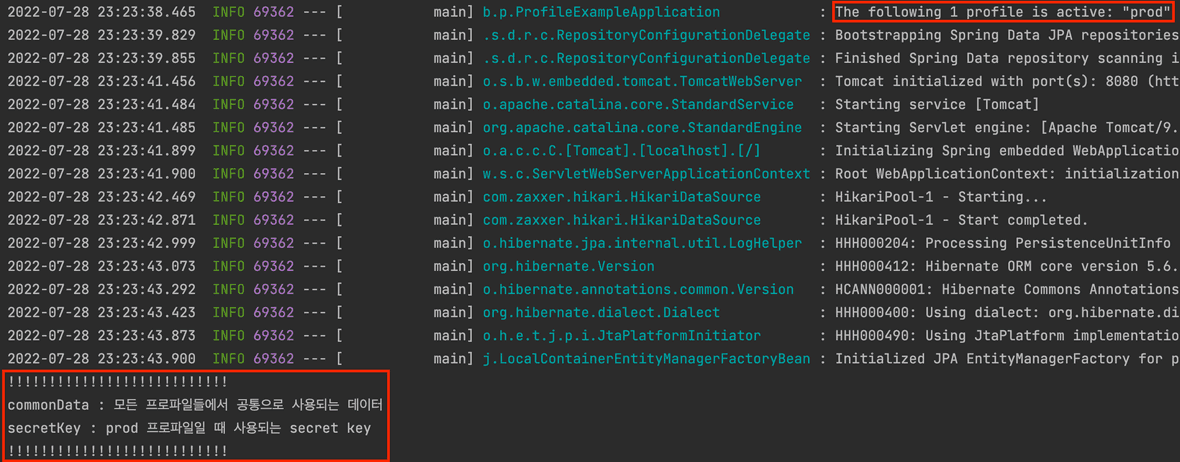 2022-07-28 23:23:38.465 INFO 69362 --- [ main] b.p.ProfileExampleApplication : The following 1 profile is active: "prod"
2022-07-28 23:23:39.829 INFO 69362 --- [ main] .s.d.r.c.RepositoryConfigurationDelegate : Bootstrapping Spring Data JPA repositories
2022-07-28 23:23:39.855 INFO 69362 --- [ main] .s.d.r.c.RepositoryConfigurationDelegate : Finished Spring Data repository scanning i
2022-07-28 23:23:41.456 INFO 69362 --- [ main] o.s.b.w.embedded.tomcat.TomcatWebServer : Tomcat initialized with port(s): 8080 (htt
2022-07-28 23:23:41.484 INFO 69362 --- [ main] o.apache.catalina.core.StandardService : Starting service [Tomcat]
2022-07-28 23:23:41.485 INFO 69362 --- [ main] org.apache.catalina.core.StandardEngine : Starting Servlet engine: [Apache Tomcat/9.
2022-07-28 23:23:41.899 INFO 69362 --- [ main] o.a.c.c.C.[Tomcat].[localhost].[/] : Initializing Spring embedded WebApplicatio
2022-07-28 23:23:41.900 INFO 69362 --- [ main] w.s.c.ServletWebServerApplicationContext : Root WebApplicationContext: initialization
2022-07-28 23:23:42.469 INFO 69362 --- [ main] com.zaxxer.hikari.HikariDataSource : HikariPool-1 - Starting...
2022-07-28 23:23:42.871 INFO 69362 --- [ main] com.zaxxer.hikari.HikariDataSource : HikariPool-1 - Start completed.
2022-07-28 23:23:42.999 INFO 69362 --- [ main] o.hibernate.jpa.internal.util.LogHelper : HHH000204: Processing PersistenceUnitInfo
2022-07-28 23:23:43.073 INFO 69362 --- [ main] org.hibernate.Version : HHH000412: Hibernate ORM core version 5.6.
2022-07-28 23:23:43.292 INFO 69362 --- [ main] o.hibernate.annotations.common.Version : HCANN000001: Hibernate Commons Annotations
2022-07-28 23:23:43.423 INFO 69362 --- [ main] org.hibernate.dialect.Dialect : HHH000400: Using dialect: org.hibernate.di
2022-07-28 23:23:43.873 INFO 69362 --- [ main] o.h.e.t.j.p.i.JtaPlatformInitiator : HHH000490: Using JtaPlatform implementatio
2022-07-28 23:23:43.900 INFO 69362 --- [ main] j.LocalContainerEntityManagerFactoryBean : Initialized JPA EntityManagerFactory for p
!!!!!!!!!!!!!!!!!!!!!!!!!!!
commonData : 모든 프로파일들에서 공통으로 사용되는 데이터
secretKey : prod 프로파일일 때 사용되는 secret key
!!!!!!!!!!!!!!!!!!!!!!!!!!!